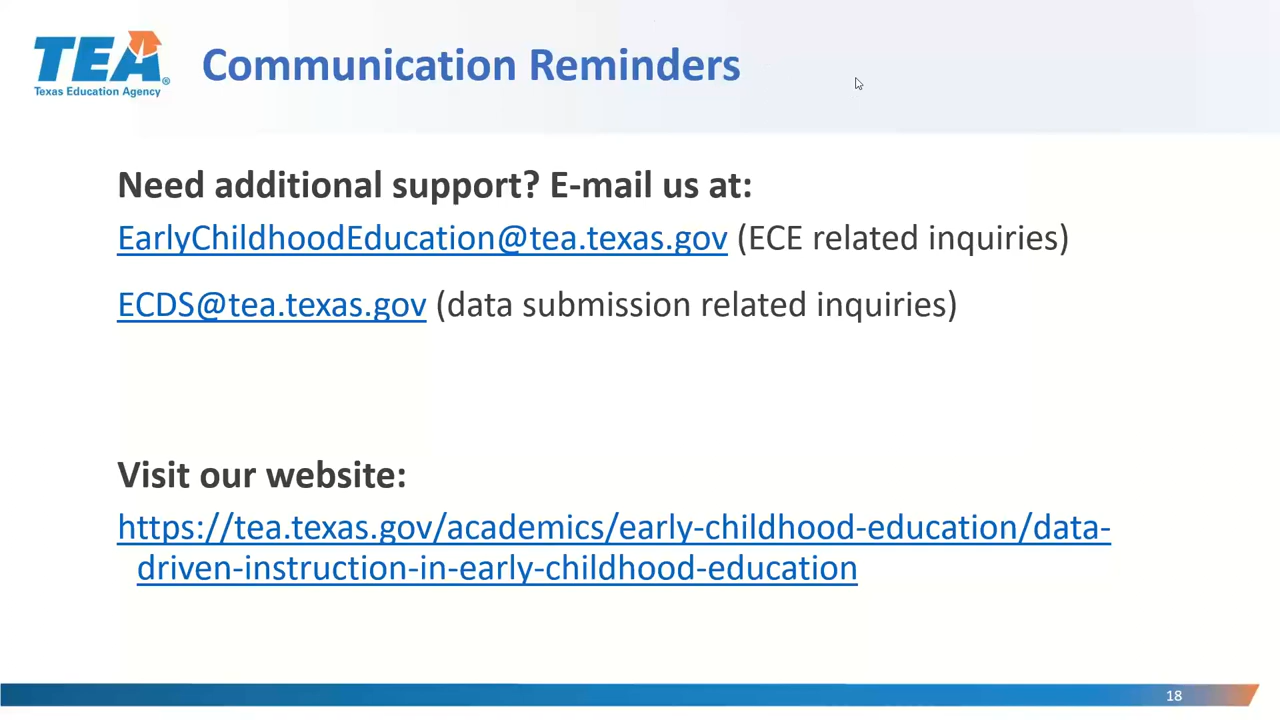 TEA®
Texas Education Agency
Communication Reminders
Need additional support? E-mail us at:
EarlyChildhoodEducation@tea.texas.gov (ECE related inquiries)
ECDS@tea.texas.gov (data submission related inquiries)
Visit our website:
https://tea.texas.gov/academics/early-childhood-education/data-
driven-instruction-in-early-childhood-education
18